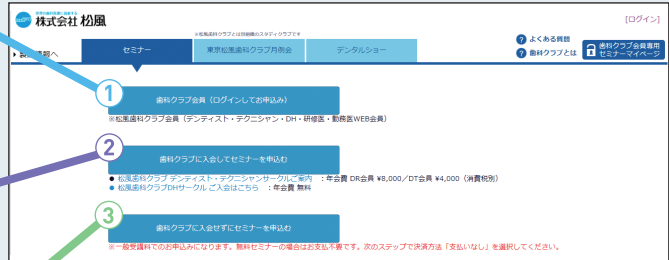 株式会社 松風
[ログイン]
※松風歯科クラブとは別組織のスタディクラブです
セミナー
東京松風歯科クラブ月例会
デンタルショー
? よくある質問
? 歯科クラブとは
歯科クラブ会員専用
セミナーマイページ
1
歯科クラブ会員（ログインしてお申込み）
※松風歯科クラブ会員（デンティスト・テクニシャン・DH・研修医・勤務医WEB会員）
2
歯科クラブに入会してセミナーを申込む
● 松風歯科クラブ デンティスト・テクニシャンサークルご案内 ：年会費 DR会員 ¥8,000／DT会員 ¥4,000（消費税別）
● 松風歯科クラブDHサークル ご入会はこちら ：年会費 無料
3
歯科クラブに入会せずにセミナーを申込む
※一般受講料でのお申込みになります。無料セミナーの場合はお支払不要です。次のステップで決済方法「支払いなし」を選択してください。